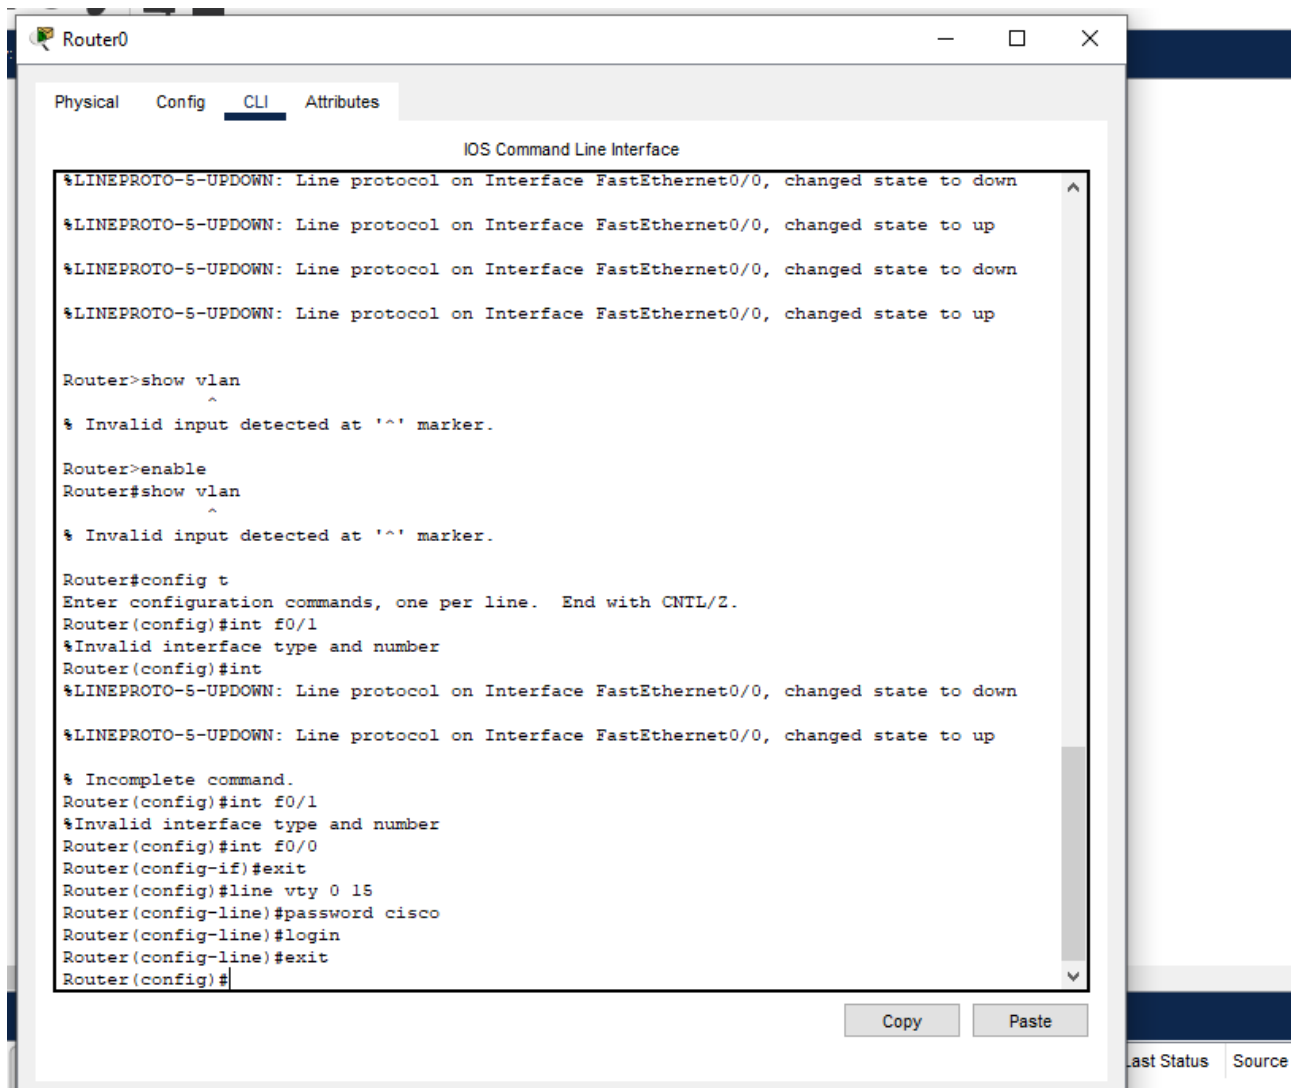 Router0
Physical Config CLI Attributes
IOS Command Line Interface
%LINEPROTO-5-UPDOWN: Line protocol on Interface FastEthernet0/0, changed state to down
%LINEPROTO-5-UPDOWN: Line protocol on Interface FastEthernet0/0, changed state to up
%LINEPROTO-5-UPDOWN: Line protocol on Interface FastEthernet0/0, changed state to down
%LINEPROTO-5-UPDOWN: Line protocol on Interface FastEthernet0/0, changed state to up
Router>show vlan
^
% Invalid input detected at '^' marker.
Router>enable
Router#show vlan
^
% Invalid input detected at '^' marker.
Router#config t
Enter configuration commands, one per line.  End with CNTL/Z.
Router(config)#int f0/1
%Invalid interface type and number
Router(config)#int
%LINEPROTO-5-UPDOWN: Line protocol on Interface FastEthernet0/0, changed state to down
%LINEPROTO-5-UPDOWN: Line protocol on Interface FastEthernet0/0, changed state to up
% Incomplete command.
Router(config)#int f0/1
%Invalid interface type and number
Router(config)#int f0/0
Router(config-if)#exit
Router(config)#line vty 0 15
Router(config-line)#password cisco
Router(config-line)#login
Router(config-line)#exit
Router(config)#
Copy Paste
Last Status Source